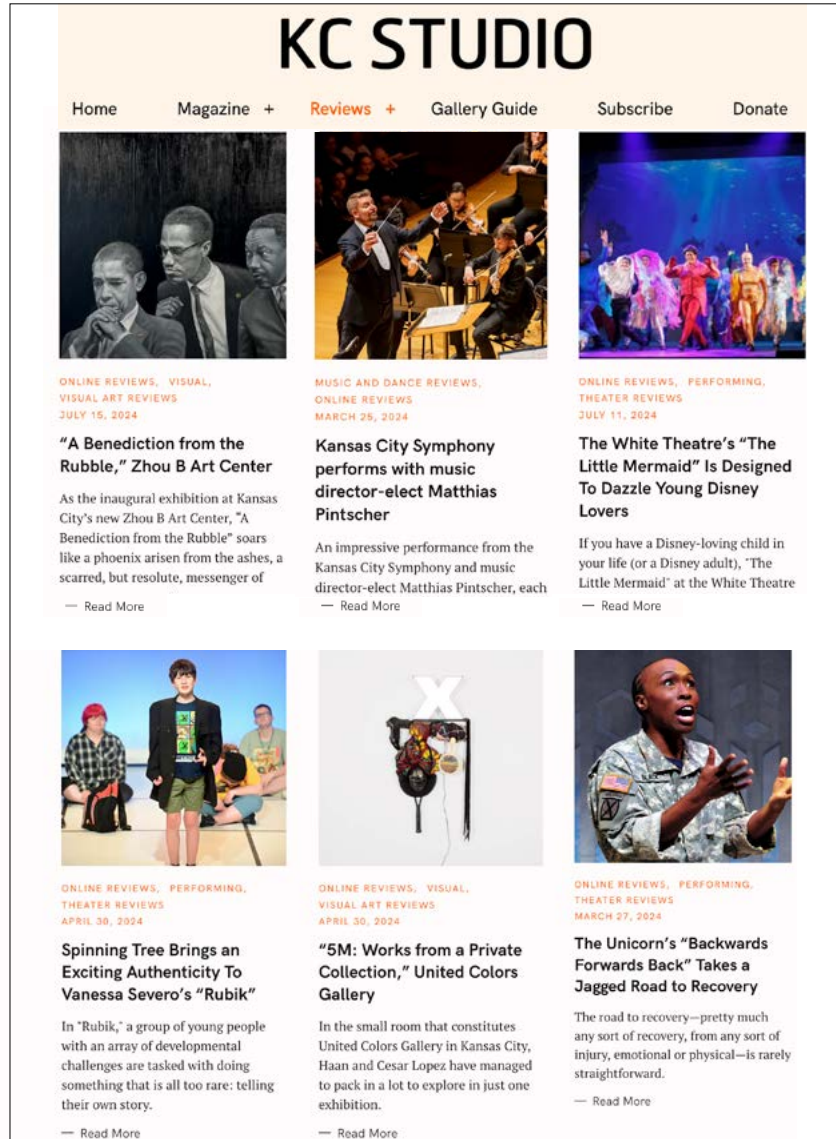 KC STUDIO
Home Magazine + Reviews + Gallery Guide Subscribe Donate
ONLINE REVIEWS, VISUAL,
VISUAL ART REVIEWS
JULY 15, 2024
“A Benediction from the
Rubble,” Zhou B Art Center
As the inaugural exhibition at Kansas
City’s new Zhou B Art Center, “A
Benediction from the Rubble” soars
like a phoenix arisen from the ashes, a
scarred, but resolute, messenger of
— Read More
MUSIC AND DANCE REVIEWS,
ONLINE REVIEWS
MARCH 25, 2024
Kansas City Symphony
performs with music
director-elect Matthias
Pintscher
An impressive performance from the
Kansas City Symphony and music
director-elect Matthias Pintscher, each
— Read More
ONLINE REVIEWS, PERFORMING,
THEATER REVIEWS
JULY 11, 2024
The White Theatre’s “The
Little Mermaid” Is Designed
To Dazzle Young Disney
Lovers
If you have a Disney-loving child in
your life (or a Disney adult), "The
Little Mermaid" at the White Theatre
— Read More
X
ONLINE REVIEWS, PERFORMING,
THEATER REVIEWS
APRIL 30, 2024
Spinning Tree Brings an
Exciting Authenticity To
Vanessa Severo’s “Rubik”
In "Rubik," a group of young people
with an array of developmental
challenges are tasked with doing
something that is all too rare: telling
their own story.
— Read More
ONLINE REVIEWS, VISUAL,
VISUAL ART REVIEWS
APRIL 30, 2024
“5M: Works from a Private
Collection,” United Colors
Gallery
In the small room that constitutes
United Colors Gallery in Kansas City,
Haan and Cesar Lopez have managed
to pack in a lot to explore in just one
exhibition.
— Read More
ONLINE REVIEWS, PERFORMING,
THEATER REVIEWS
MARCH 27, 2024
The Unicorn’s “Backwards
Forwards Back” Takes a
Jagged Road to Recovery
The road to recovery—pretty much
any sort of recovery, from any sort of
injury, emotional or physical—is rarely
straightforward.
— Read More